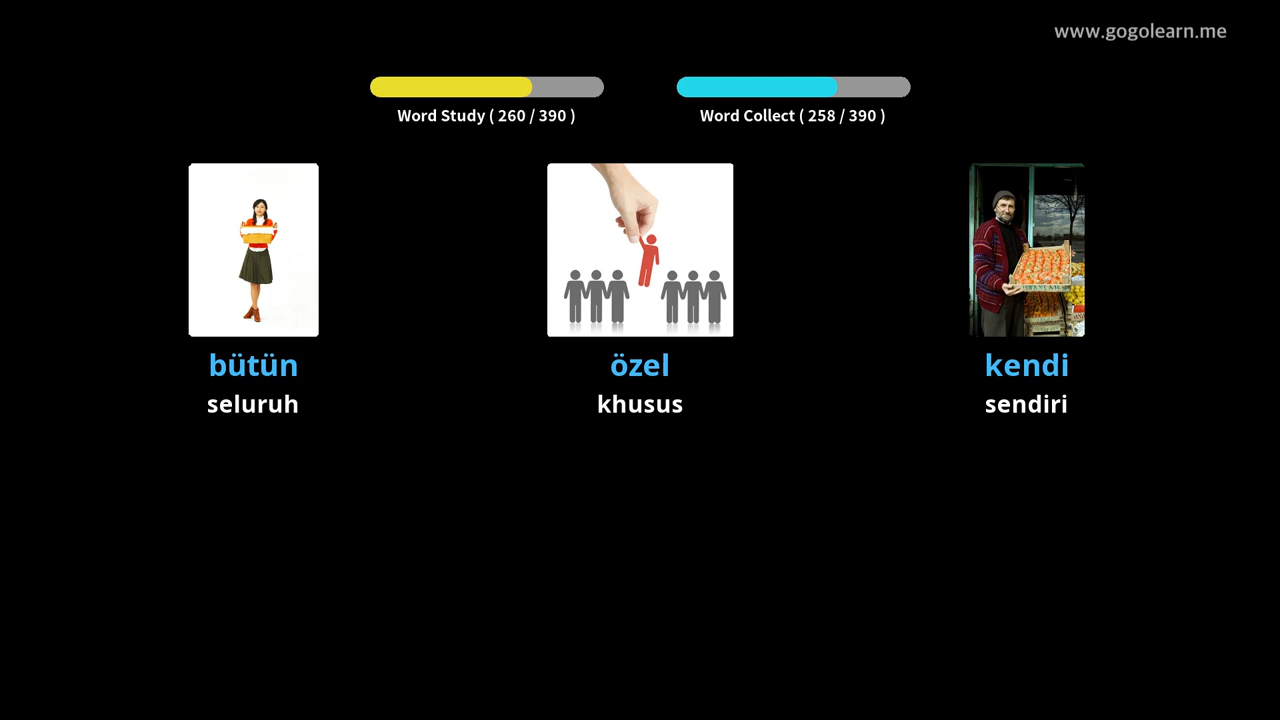 www.gogolearn.me
Word Study ( 260 / 390 )
Word Collect ( 258 / 390 )
bütün
özel
kendi
seluruh
khusus
sendiri